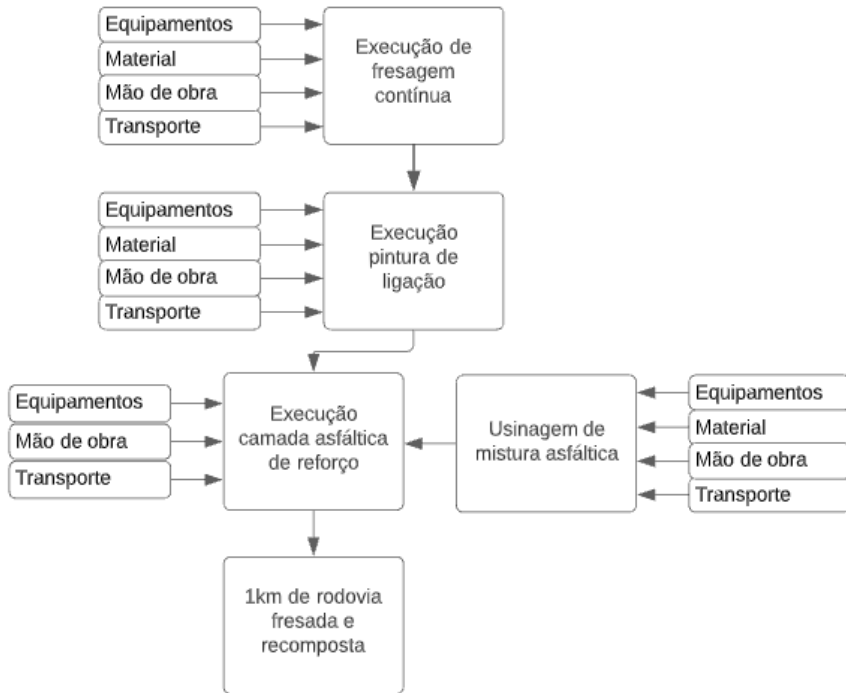 Equipamentos
Material
Mão de obra
Transporte
Execução de
fresagem
contínua
Equipamentos
Material
Mão de obra
Transporte
Execução
pintura de
ligação
Equipamentos
Mão de obra
Transporte
Execução
camada asfáltica
de reforço
Usinagem de
mistura asfáltica
Equipamentos
Material
Mão de obra
Transporte
1km de rodovia
fresada e
recomposta